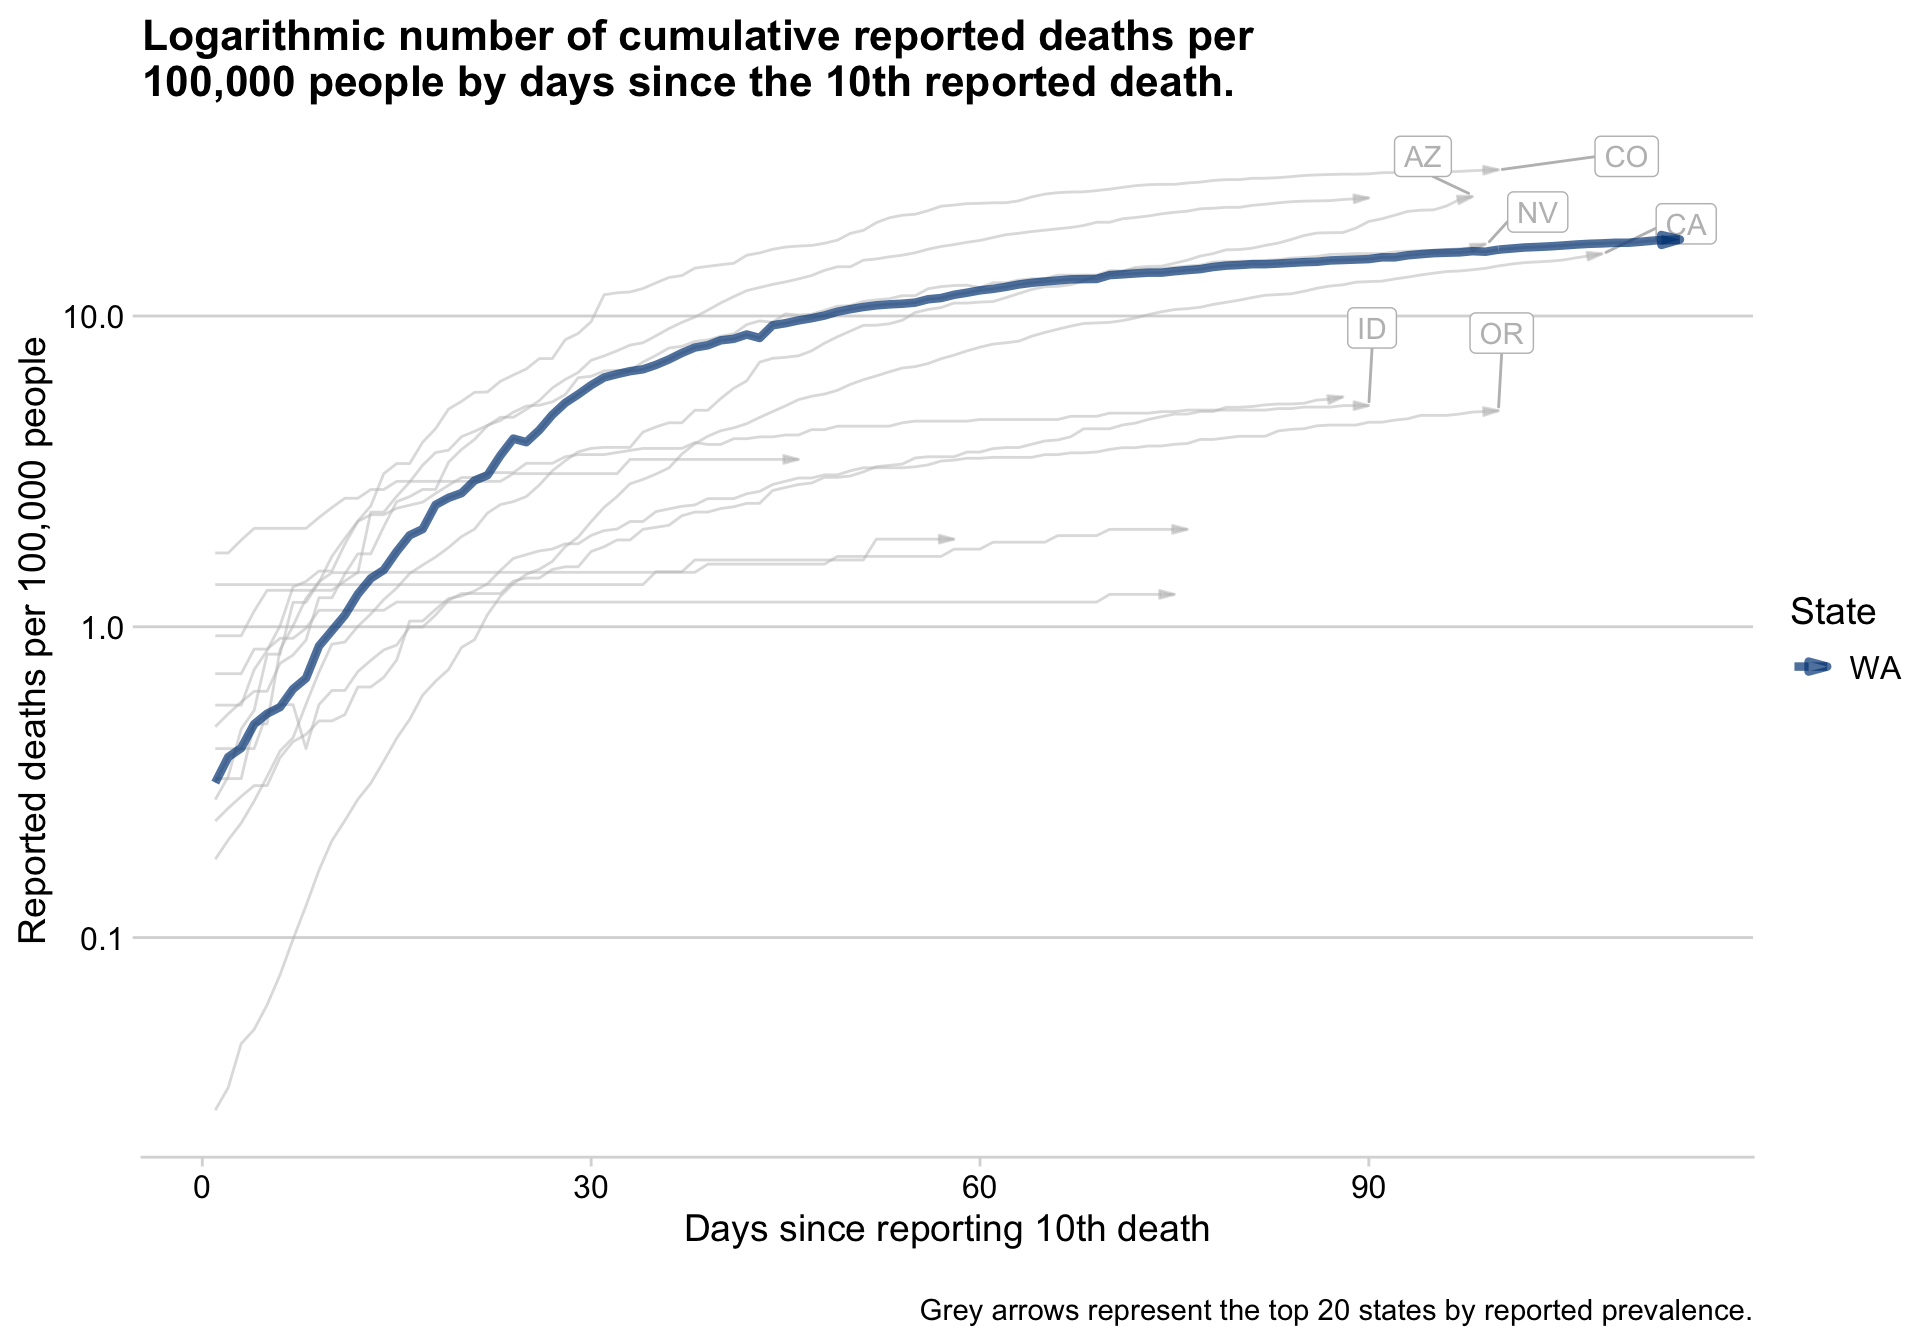 Logarithmic number of cumulative reported deaths per
100,000 people by days since the 10th reported death.
AZ
CO
NV
CA
ID
OR
10.0
1.0
0.1
Reported deaths per 100,000 people
0
30
60
90
Days since reporting 10th death
State
WA
Grey arrows represent the top 20 states by reported prevalence.